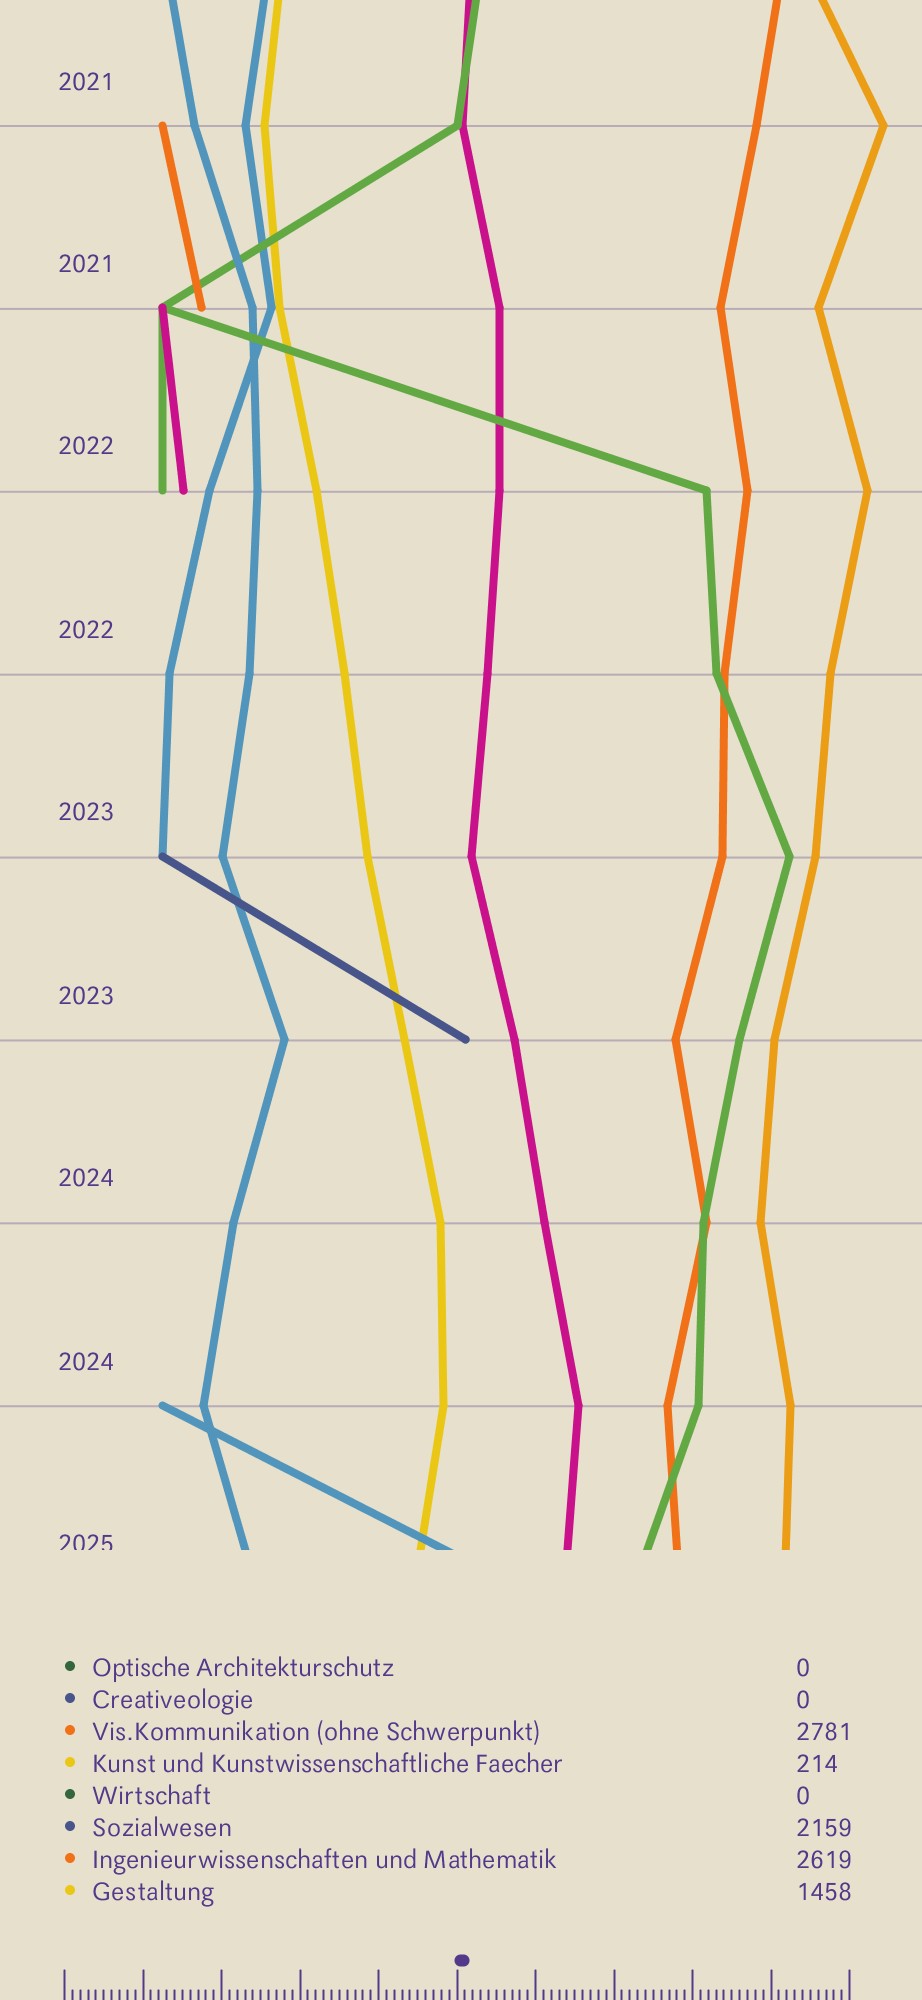 2021
2021
2022
2022
2023
2023
2024
2024
2025
Optische Architekturschutz 0
Creativeologie 0
Vis.Kommunikation (ohne Schwerpunkt) 2781
Kunst und Kunstwissenschaftliche Faecher 214
Wirtschaft 0
Sozialwesen 2159
Ingenieurwissenschaften und Mathematik 2619
Gestaltung 1458